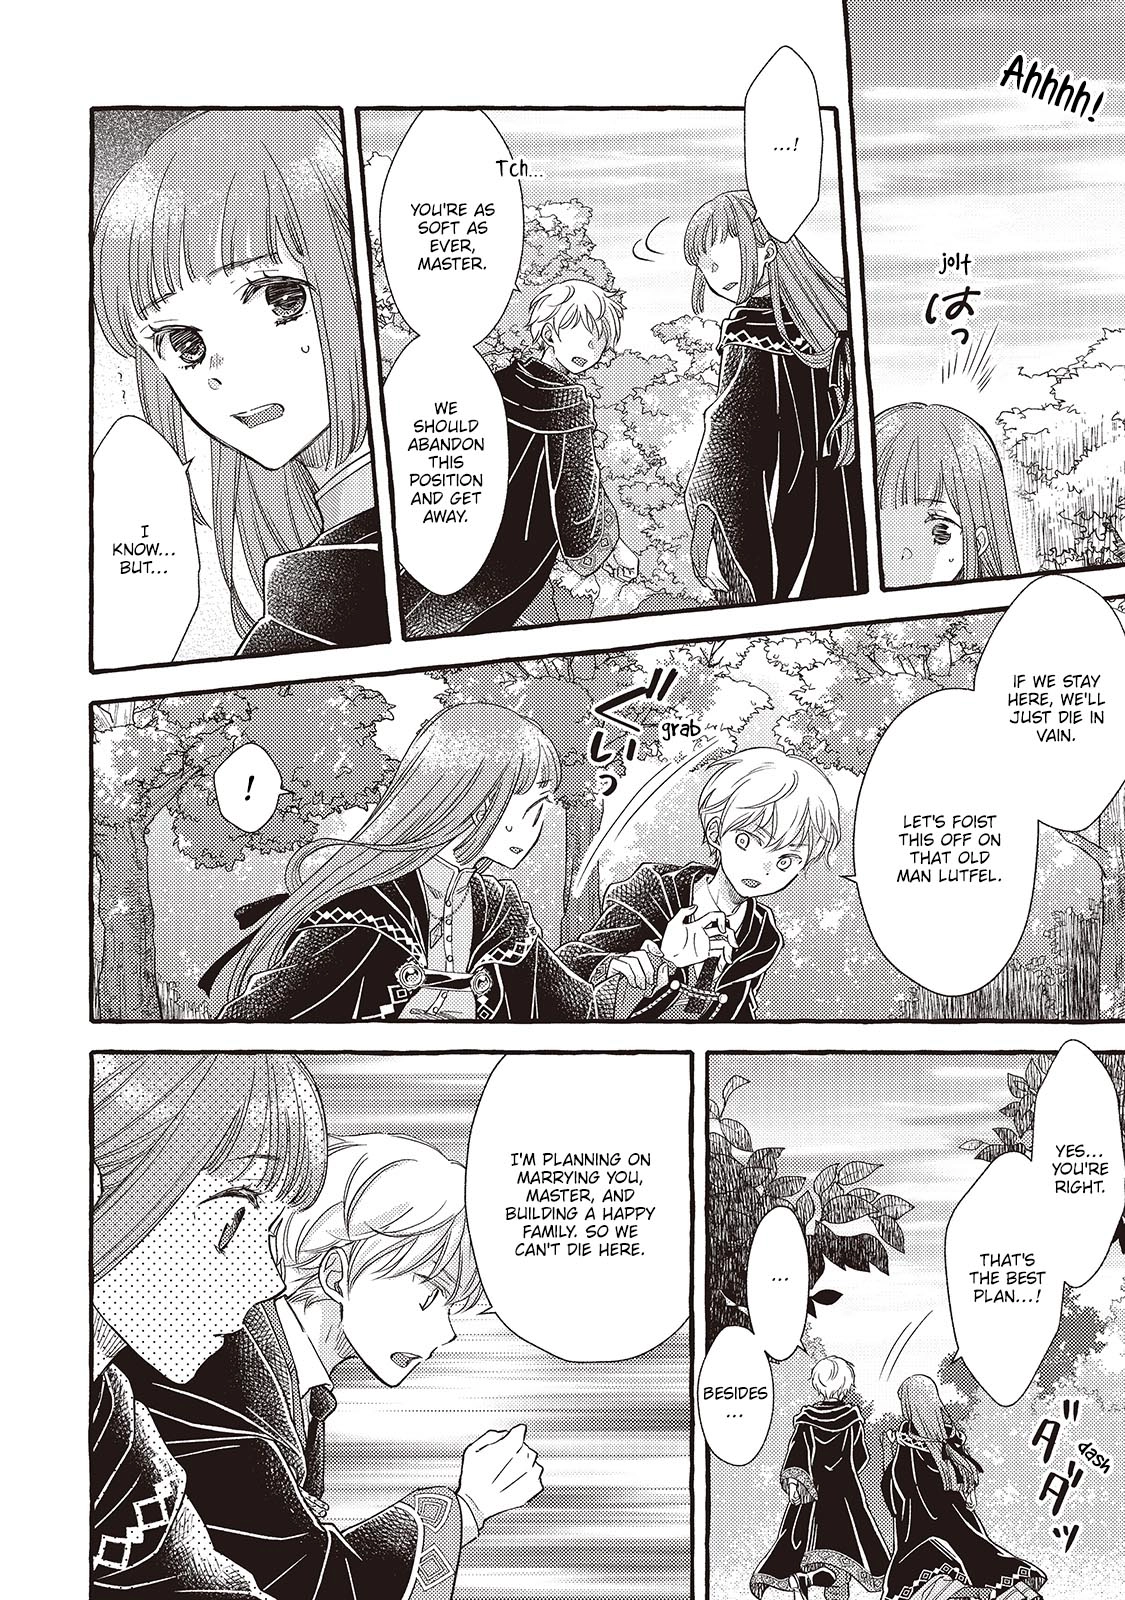 Ahhhh!
jolt
はっ
...!
Tch...
YOU'RE AS
SOFT AS
EVER,
MASTER.
WE
SHOULD
ABANDON
THIS
POSITION
AND GET
AWAY.
I
KNOW...
BUT...
IF WE STAY
HERE, WE'LL
JUST DIE IN
VAIN.
LET'S FOIST
THIS OFF ON
THAT OLD
MAN LUTFEL.
grab
ぐいっ
!
YES...
YOU'RE
RIGHT.
THAT'S
THE BEST
PLAN...!
dash
ダダッ
...
BESIDES
...
I'M PLANNING ON
MARRYING YOU,
MASTER, AND
BUILDING A HAPPY
FAMILY. SO WE
CAN'T DIE HERE.